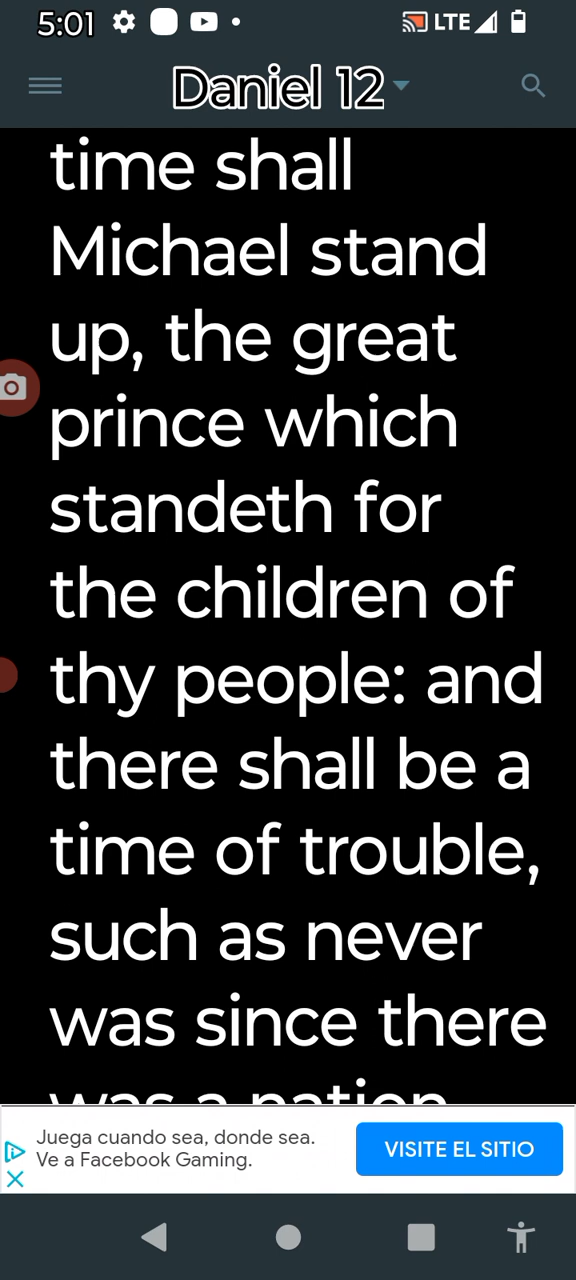 5:01
LTE
Daniel 12
time shall
Michael stand
up, the great
prince which
standeth for
the children of
thy people: and
there shall be a
time of trouble,
such as never
was since there
was a nation
Juega cuando sea, donde sea.
Ve a Facebook Gaming.
VISITE EL SITIO